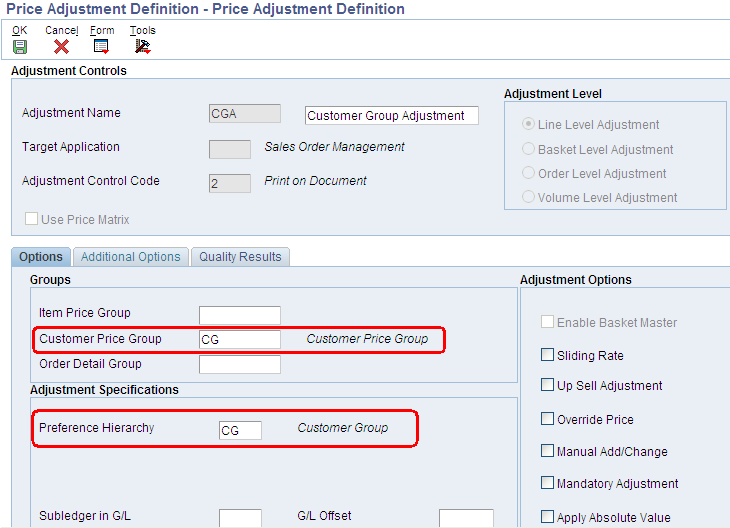 Price Adjustment Definition - Price Adjustment Definition
OK Cancel Form Tools
Adjustment Controls
Adjustment Name CGA Customer Group Adjustment
Target Application Sales Order Management
Adjustment Control Code 2 Print on Document
Use Price Matrix
Adjustment Level
Line Level Adjustment
Basket Level Adjustment
Order Level Adjustment
Volume Level Adjustment
Options Additional Options Quality Results
Groups
Item Price Group
Customer Price Group CG Customer Price Group
Order Detail Group
Adjustment Specifications
Preference Hierarchy CG Customer Group
Subledger in G/L G/L Offset
Adjustment Options
Enable Basket Master
Sliding Rate
Up Sell Adjustment
Override Price
Manual Add/Change
Mandatory Adjustment
Apply Absolute Value